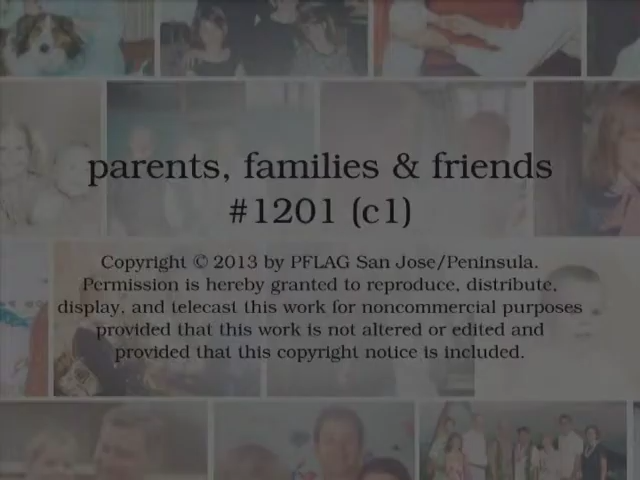 parents, families & friends
#1201 (c1)
Copyright © 2013 by PFLAG San Jose/Peninsula.
Permission is hereby granted to reproduce, distribute,
display, and telecast this work for noncommercial purposes
provided that this work is not altered or edited and
provided that this copyright notice is included.